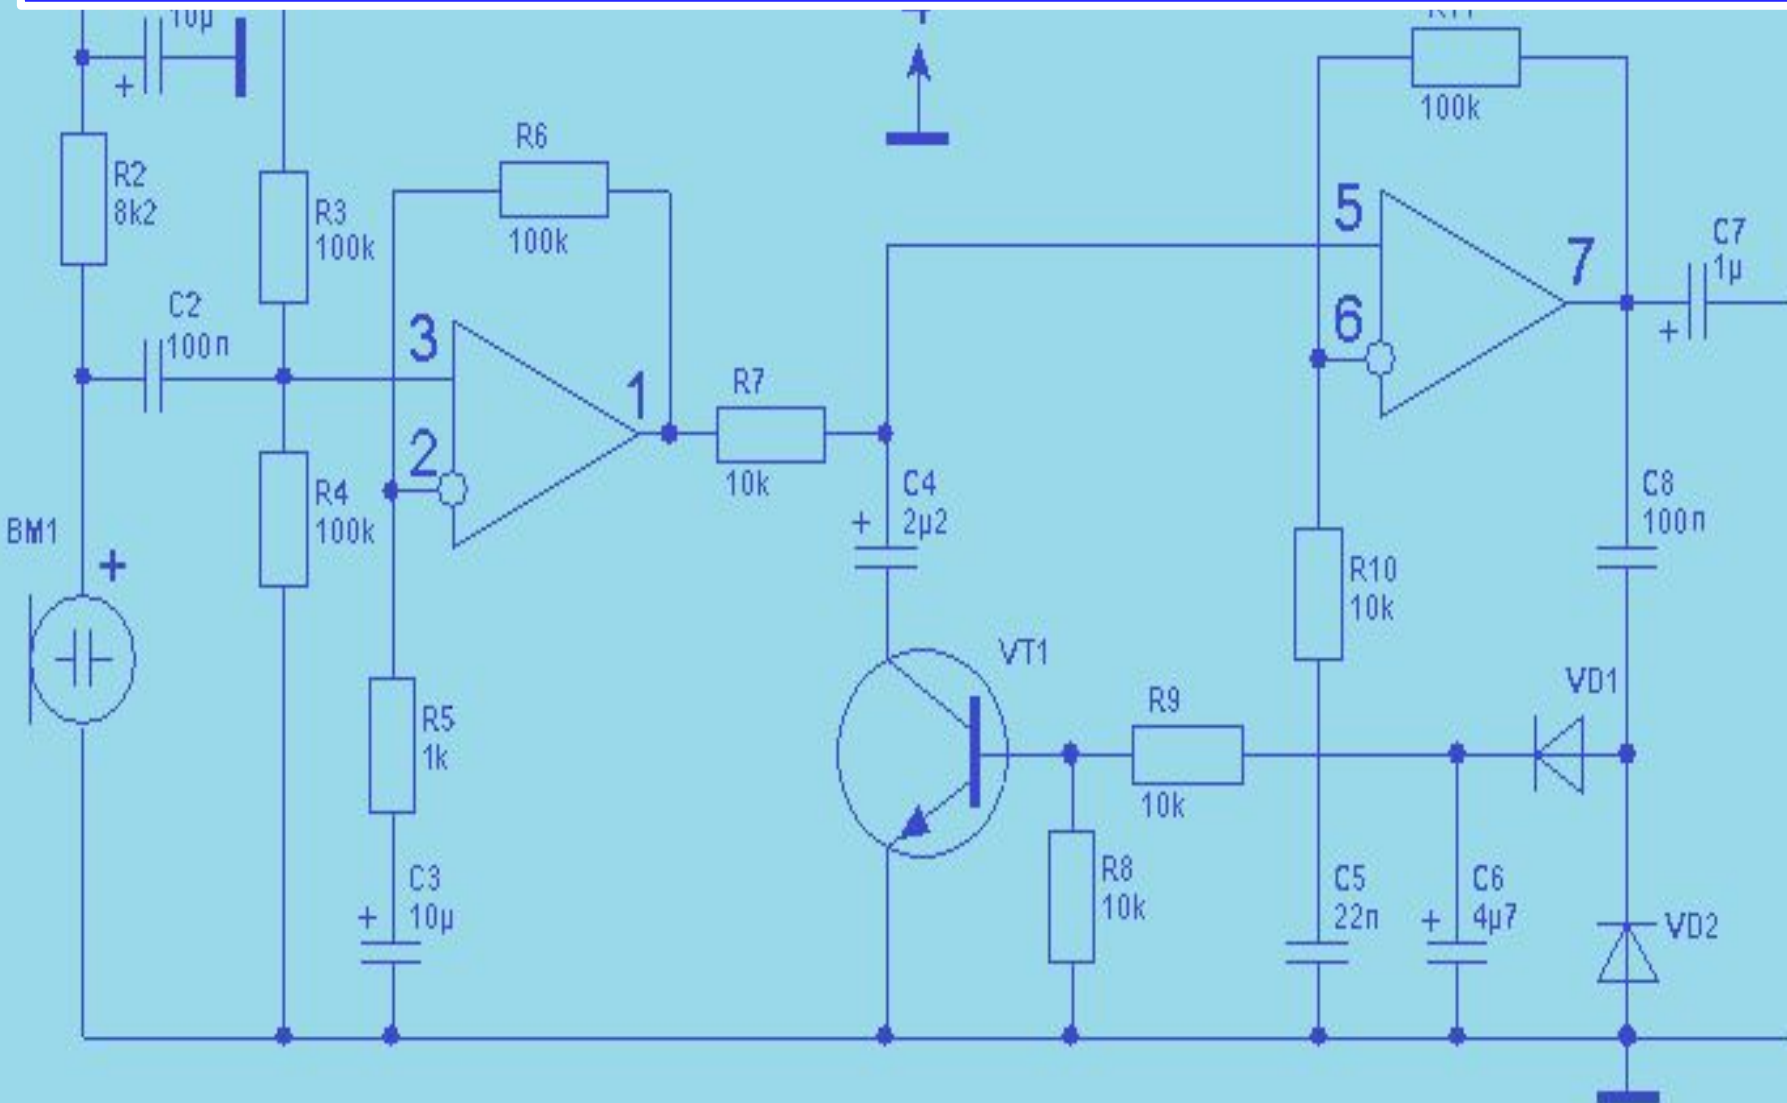 10µ
+
R2
8k2
R3
100k
R6
100k
C2
100n
3
2
1
R7
10k
R4
100k
BM1
+
C4
2µ2
+
R5
1k
C3
10µ
+
VT1
R9
10k
R8
10k
100k
5
6
7
C7
1µ
+
R10
10k
C8
100n
VD1
C5
22n
C6
4µ7
+
VD2